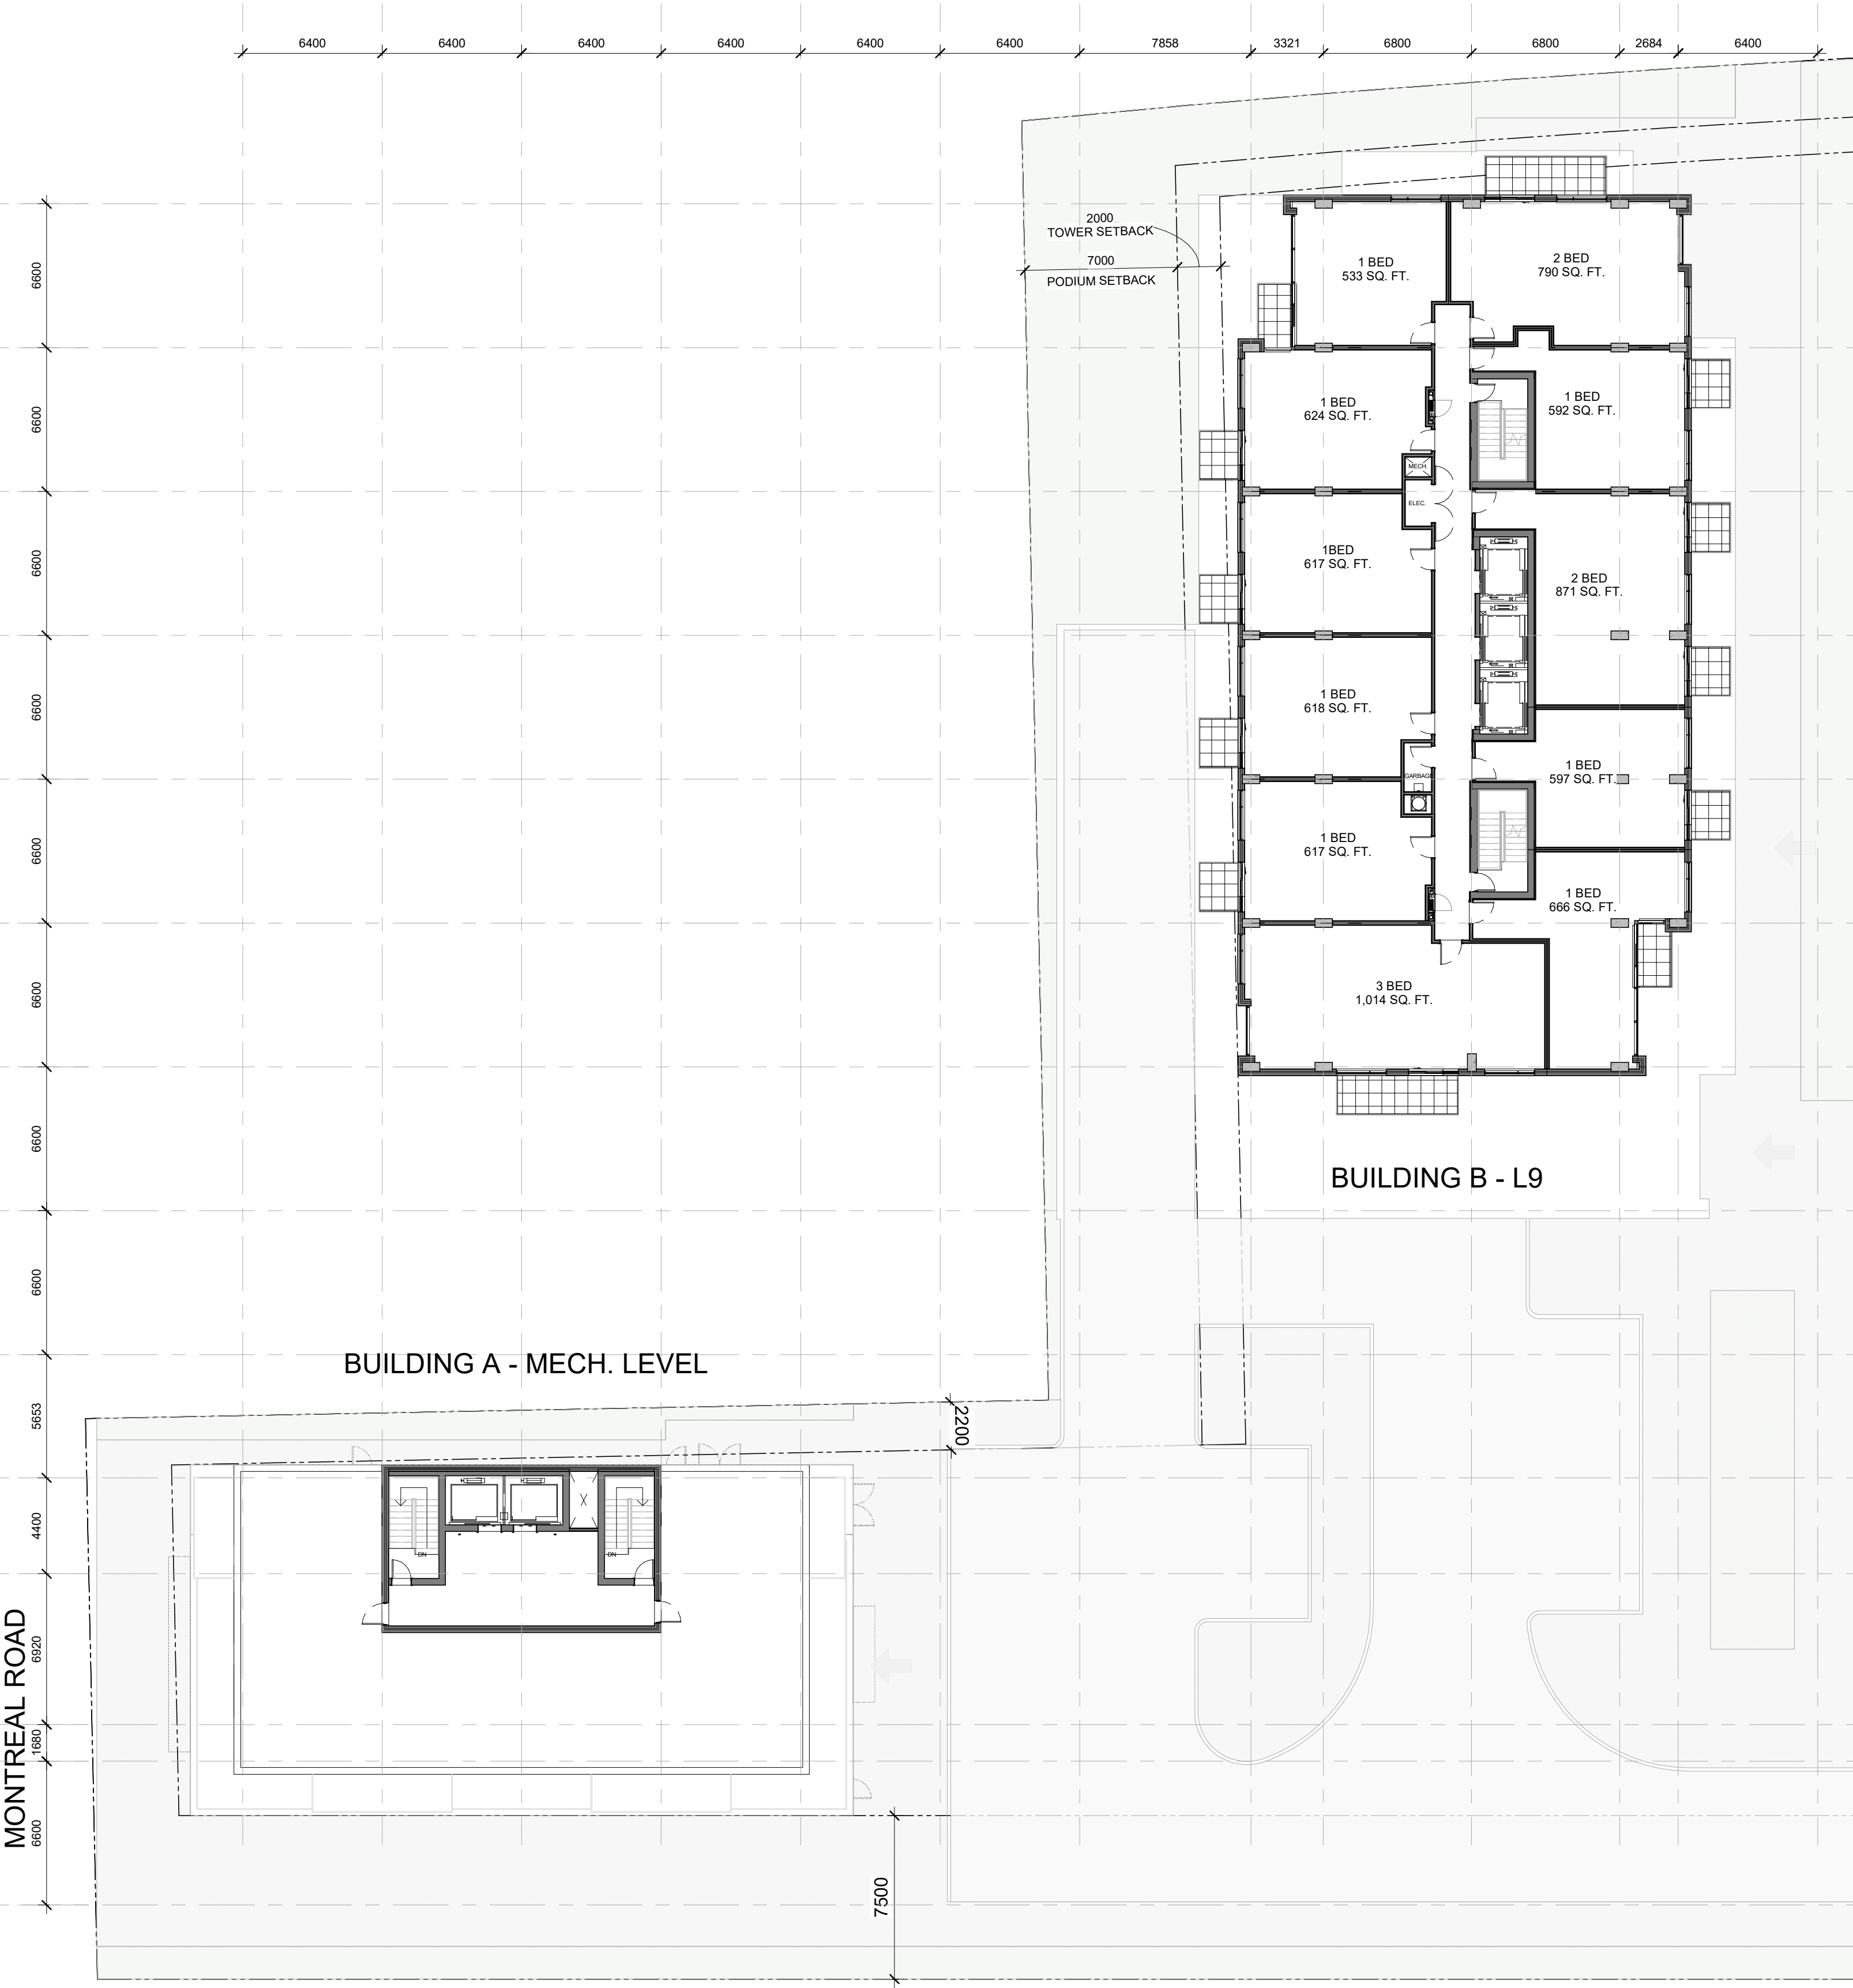 6400 6400 6400 6400 6400 6400 7858 3321 6800 6800 2684 6400
2000
TOWER SETBACK
7000
PODIUM SETBACK
6600
6600
6600
6600
6600
6600
6600
6600
5653
4400
6920
1680
6600
1 BED
533 SQ. FT.
2 BED
790 SQ. FT.
1 BED
624 SQ. FT.
1 BED
592 SQ. FT.
MECH.
ELEC.
1BED
617 SQ. FT.
2 BED
871 SQ. FT.
1 BED
618 SQ. FT.
1 BED
597 SQ. FT.
GARBAGE
1 BED
617 SQ. FT.
1 BED
666 SQ. FT.
3 BED
1,014 SQ. FT.
BUILDING B - L9
BUILDING A - MECH. LEVEL
2200
DN
DN
MONTREAL ROAD
7500